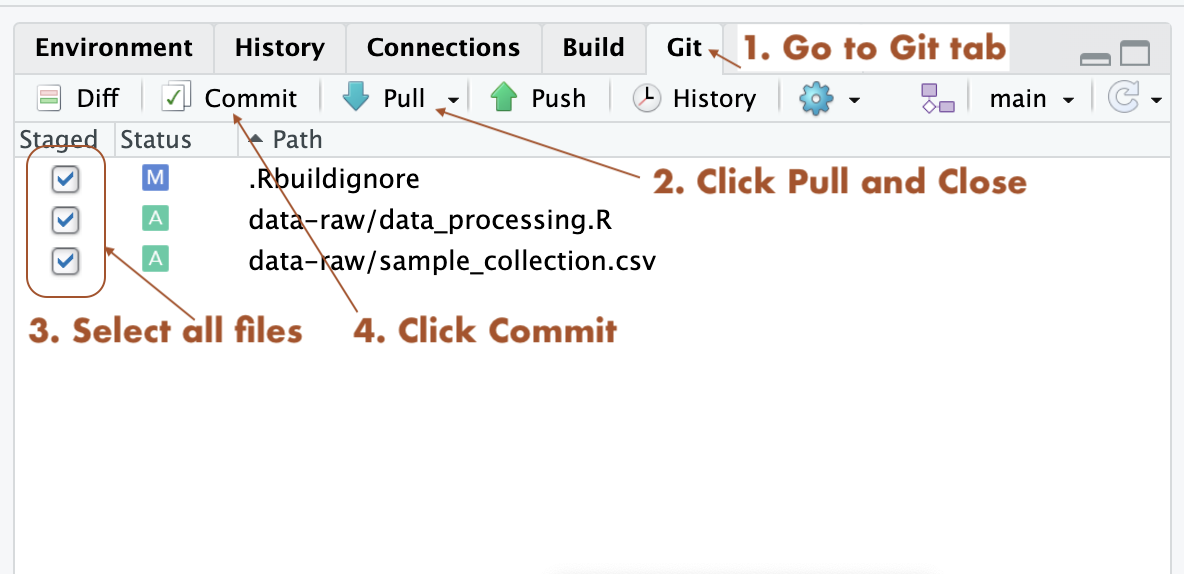 Environment History Connections Build Git 1. Go to Git tab
Diff Commit Pull Push History main
Staged Status Path
M .Rbuildignore
2. Click Pull and Close
A data-raw/data_processing.R
A data-raw/sample_collection.csv
3. Select all files 4. Click Commit